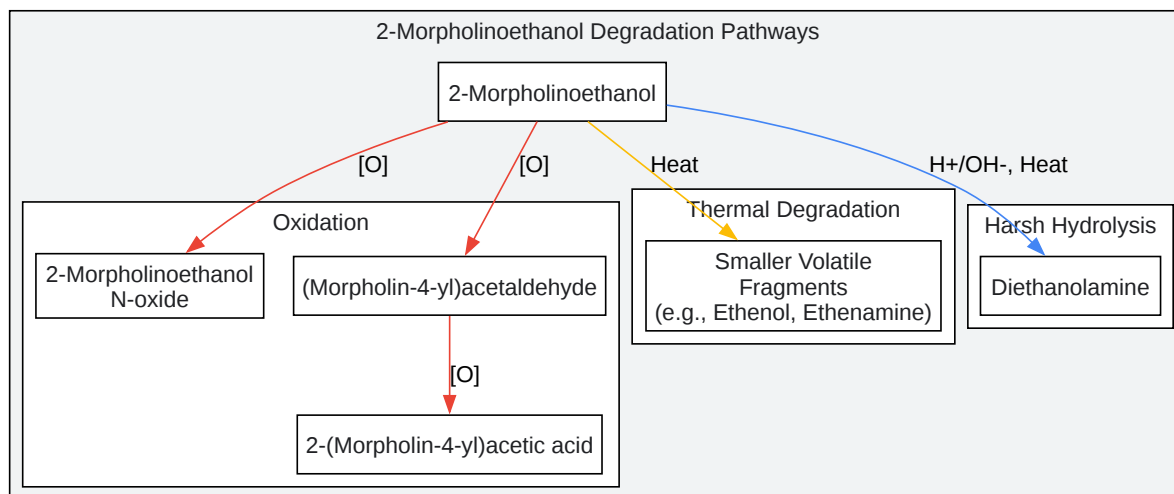 2-Morpholinoethanol Degradation Pathways
2-Morpholinoethanol
[O]
[O]
Heat
H+/OH-, Heat
Oxidation
Thermal Degradation
Harsh Hydrolysis
2-Morpholinoethanol
N-oxide
(Morpholin-4-yl)acetaldehyde
Smaller Volatile
Fragments
(e.g., Ethenol, Ethenamine)
Diethanolamine
[O]
2-(Morpholin-4-yl)acetic acid